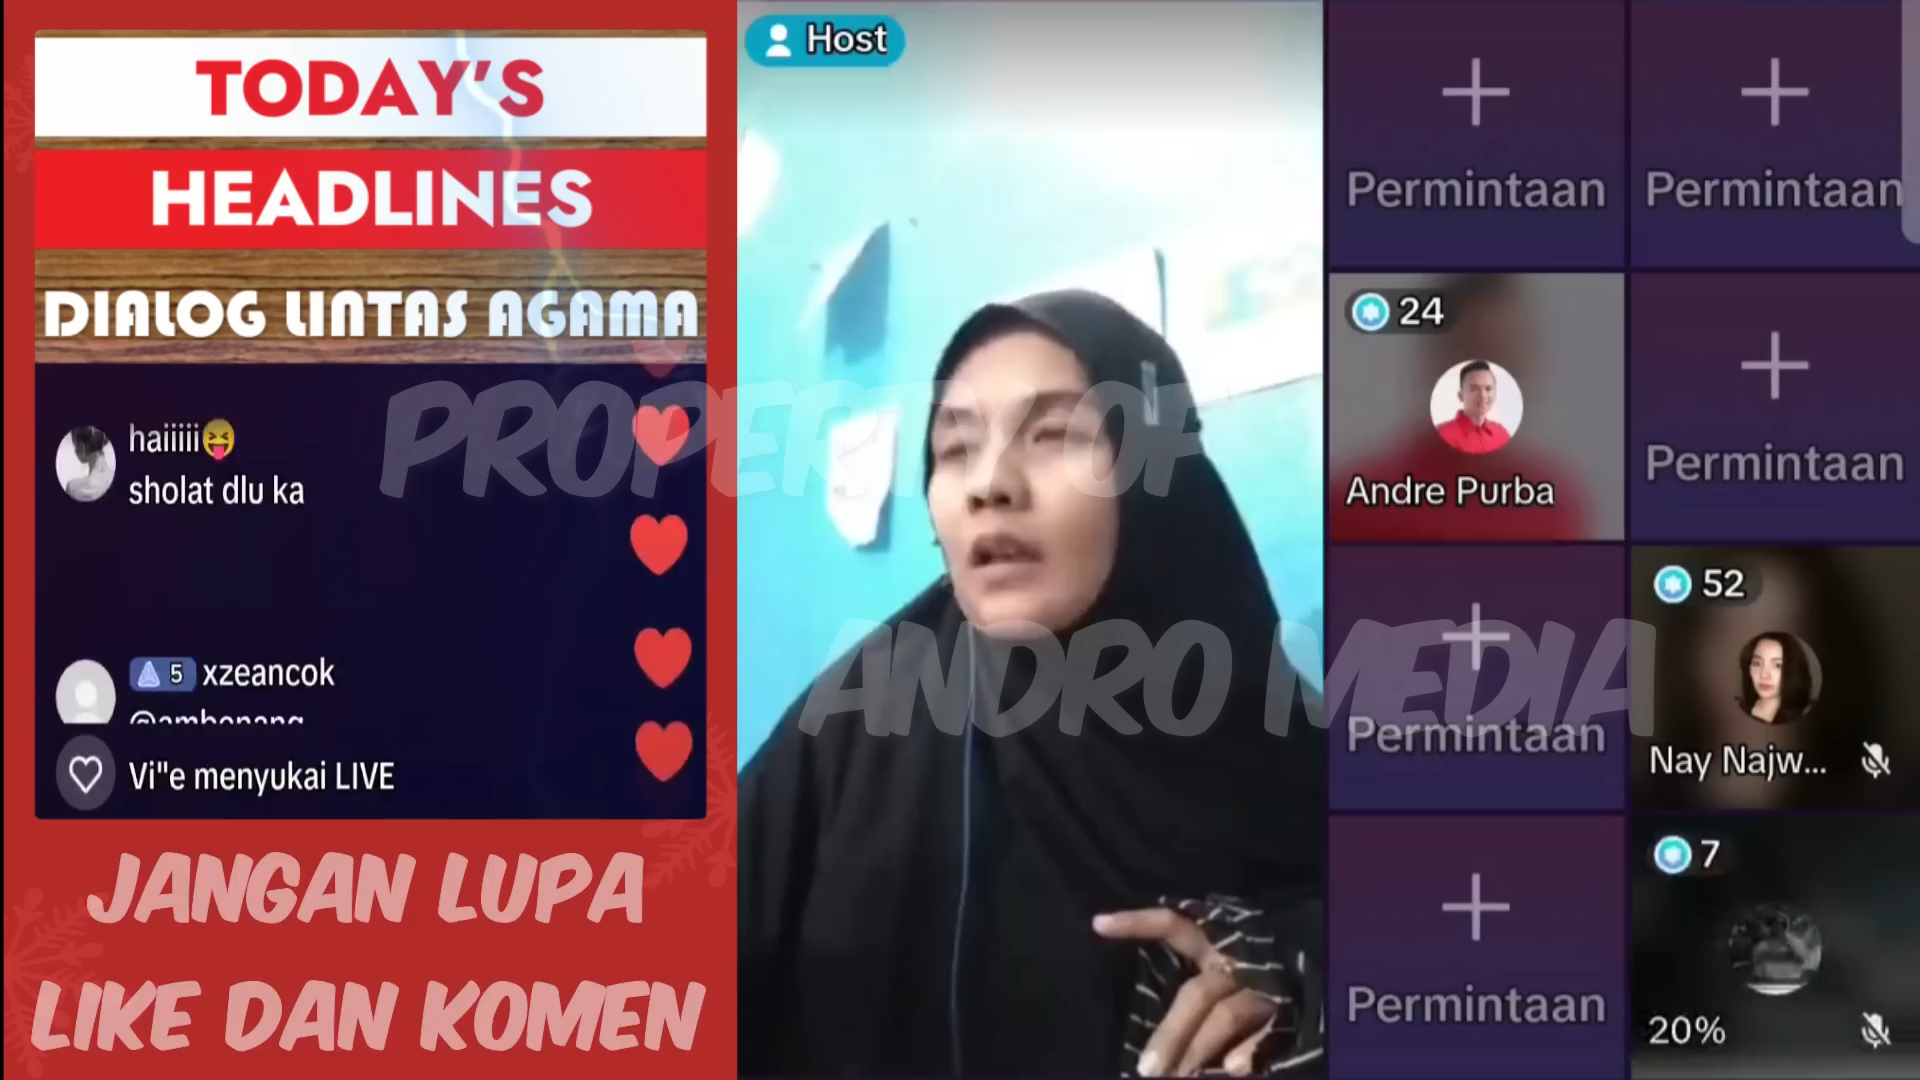 TODAY'S
HEADLINES
DIALOG LINTAS AGAMA
haiiiii😝
sholat dlu ka
5 xzeancok
Vi"e menyukai LIVE
JANGAN LUPA
LIKE DAN KOMEN
Host
PROPERTY OF
ANDRO MEDIA
Permintaan
Permintaan
24
Andre Purba
Permintaan
Permintaan
52
Nay Najw...
Permintaan
7
20%